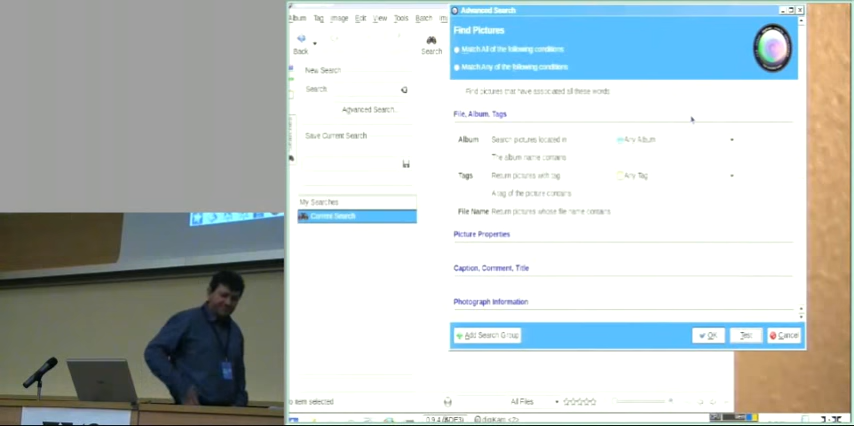 Album Tag Image Edit View Tools Batch
Back
Search
New Search
Search
Advanced Search...
Save Current Search
My Searches
Current Search
Advanced Search
Find Pictures
Match All of the following conditions
Match Any of the following conditions
Find pictures that have associated all these words
File, Album, Tags
Album Search pictures located in Any Album
The album name contains
Tags Return pictures with tag Any Tag
A tag of the picture contains
File Name Return pictures whose file name contains
Picture Properties
Caption, Comment, Title
Photograph Information
Add Search Group
OK
Cancel
item selected
All Files